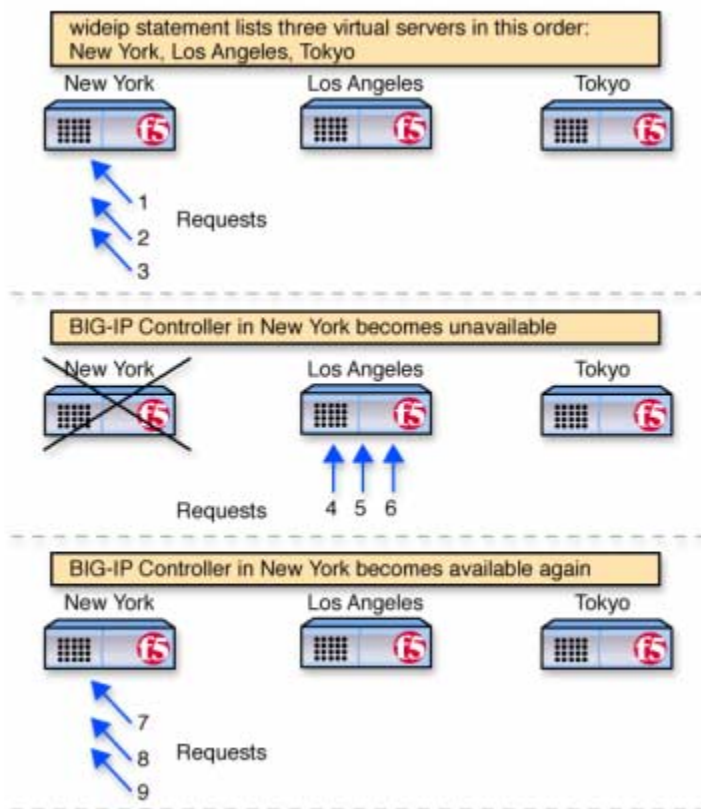 wideip statement lists three virtual servers in this order:
New York, Los Angeles, Tokyo
New York
Los Angeles
Tokyo
f5
f5
f5
1
2
Requests
3
BIG-IP Controller in New York becomes unavailable
New York
Los Angeles
Tokyo
f5
f5
f5
Requests
4 5 6
BIG-IP Controller in New York becomes available again
New York
Los Angeles
Tokyo
f5
f5
f5
7
8
Requests
9